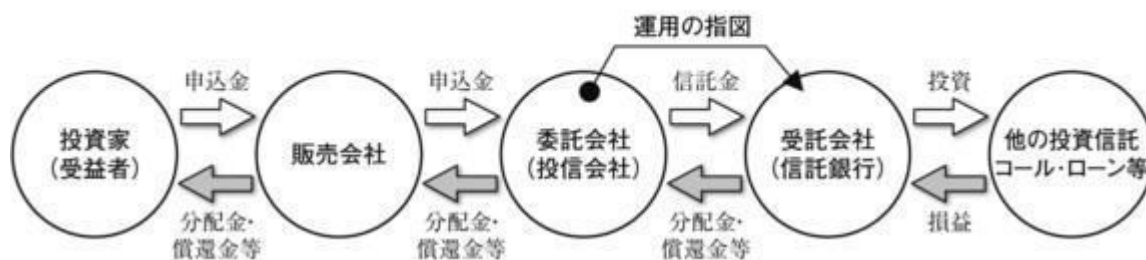 運用の指図
申込金
申込金
信託金
投資
投資家
(受益者)
販売会社
委託会社
(投信会社)
受託会社
(信託銀行)
他の投資信託
コール・ローン等
分配金・
償還金等
分配金・
償還金等
分配金・
償還金等
損益